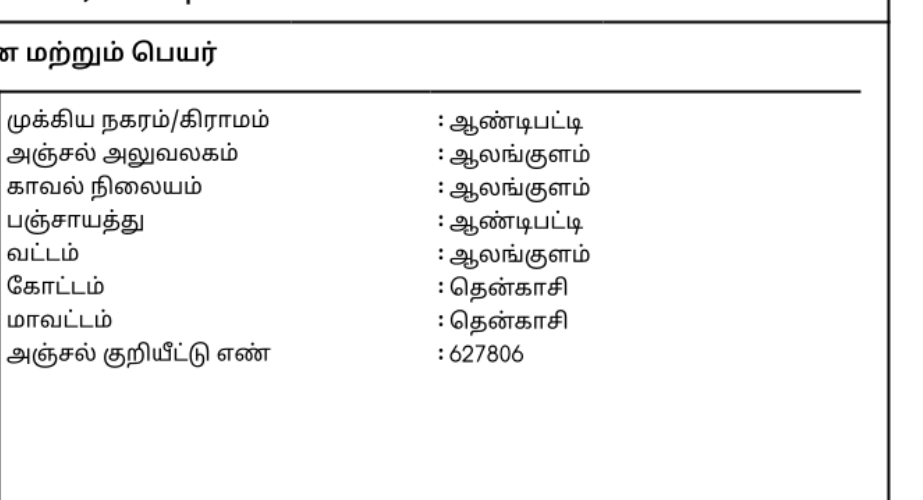 மற்றும் பெயர்
முக்கிய நகரம்/கிராமம் : ஆண்டிபட்டி
அஞ்சல் அலுவலகம் : ஆலங்குளம்
காவல் நிலையம் : ஆலங்குளம்
பஞ்சாயத்து : ஆண்டிபட்டி
வட்டம் : ஆலங்குளம்
கோட்டம் : தென்காசி
மாவட்டம் : தென்காசி
அஞ்சல் குறியீட்டு எண் : 627806